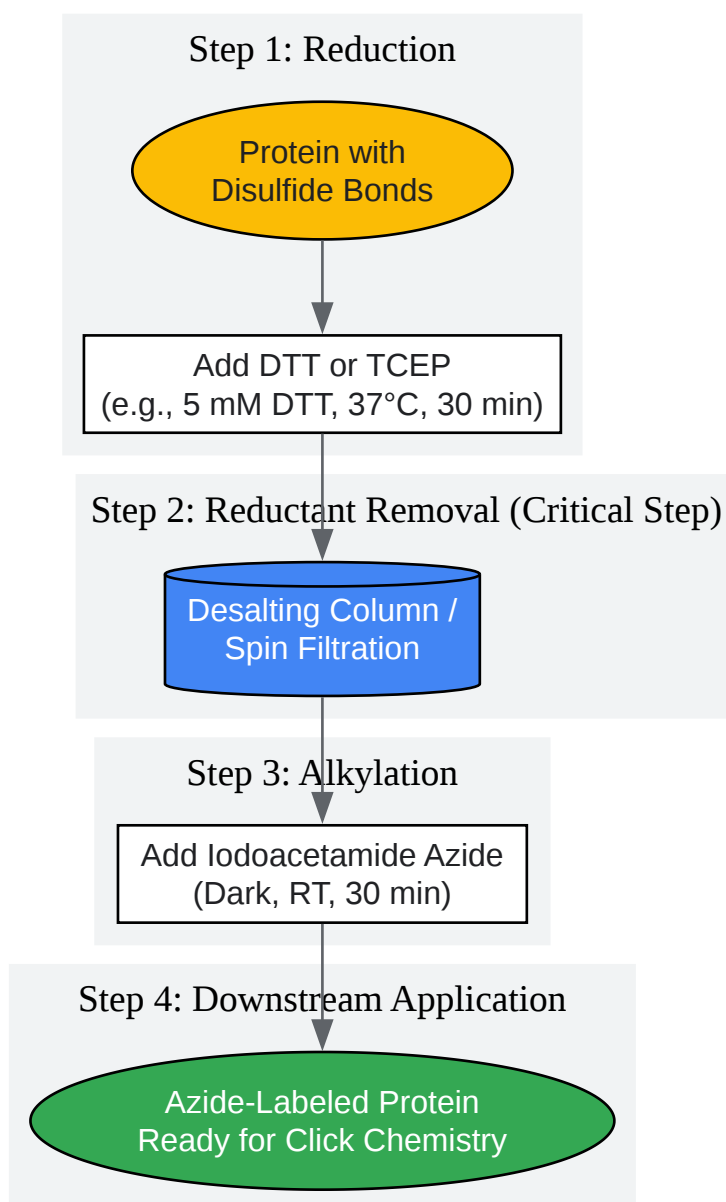 Step 1: Reduction
Protein with
Disulfide Bonds
Add DTT or TCEP
(e.g., 5 mM DTT, 37°C, 30 min)
Step 2: Reductant Removal (Critical Step)
Desalting Column /
Spin Filtration
Step 3: Alkylation
Add Iodoacetamide Azide
(Dark, RT, 30 min)
Step 4: Downstream Application
Azide-Labeled Protein
Ready for Click Chemistry